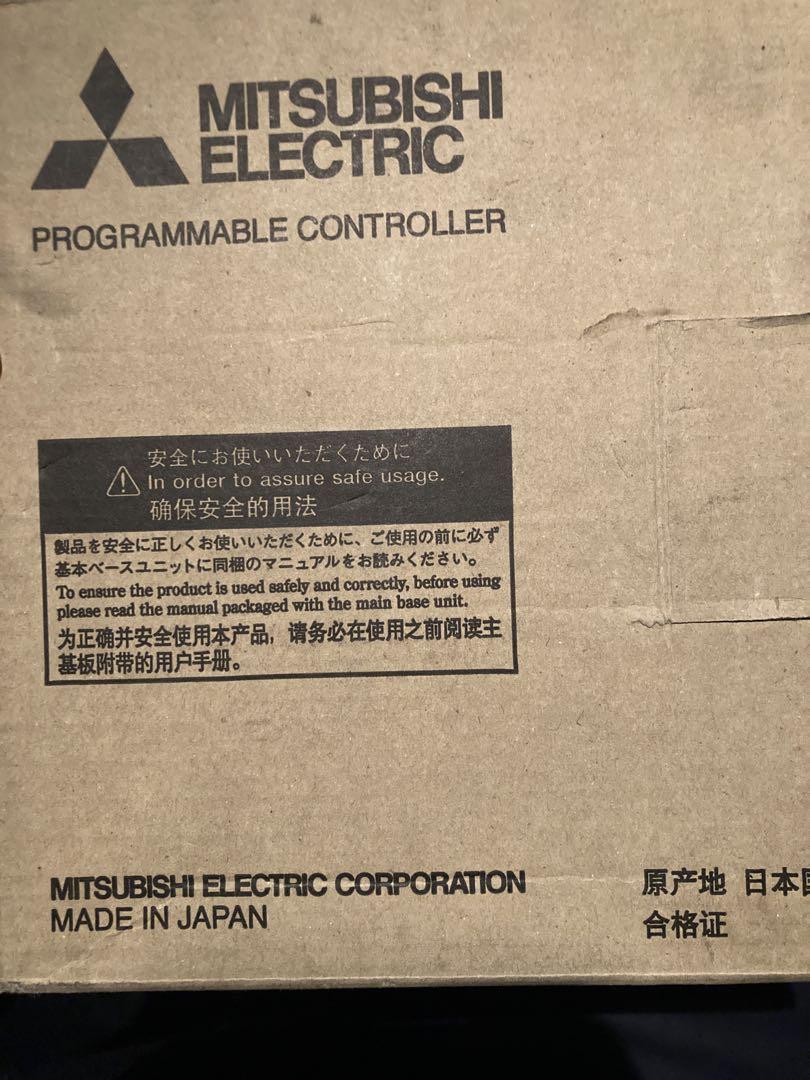 MITSUBISHI
ELECTRIC
PROGRAMMABLE CONTROLLER
安全にお使いいただくために
In order to assure safe usage.
确保安全的用法
製品を安全に正しくお使いいただくために、ご使用の前に必ず
基本ベースユニットに同梱のマニュアルをお読みください。
To ensure the product is used safely and correctly, before using
please read the manual packaged with the main base unit.
为正确并安全使用本产品，请务必在使用之前阅读主
基板附带的用户手册。
MITSUBISHI ELECTRIC CORPORATION
MADE IN JAPAN
原产地 日本国
合格证